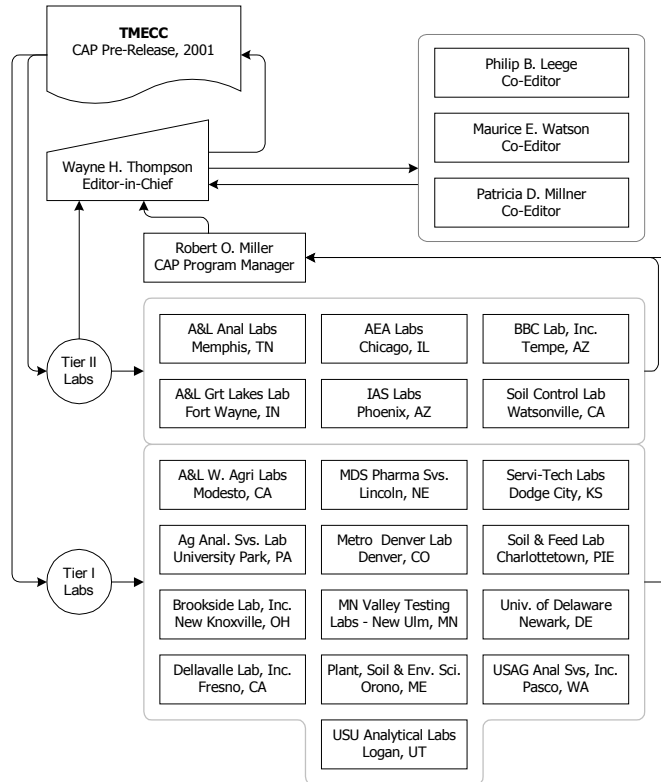 TMECC
CAP Pre-Release, 2001
Philip B. Leege
Co-Editor
Maurice E. Watson
Co-Editor
Wayne H. Thompson
Editor-in-Chief
Patricia D. Millner
Co-Editor
Robert O. Miller
CAP Program Manager
Tier II
Labs
A&L Anal Labs
Memphis, TN
AEA Labs
Chicago, IL
BBC Lab, Inc.
Tempe, AZ
A&L Grt Lakes Lab
Fort Wayne, IN
IAS Labs
Phoenix, AZ
Soil Control Lab
Watsonville, CA
Tier I
Labs
A&L W. Agri Labs
Modesto, CA
MDS Pharma Svs.
Lincoln, NE
Servi-Tech Labs
Dodge City, KS
Ag Anal. Svs. Lab
University Park, PA
Metro Denver Lab
Denver, CO
Soil & Feed Lab
Charlottetown, PIE
Brookside Lab, Inc.
New Knoxville, OH
MN Valley Testing
Labs - New Ulm, MN
Univ. of Delaware
Newark, DE
Dellavalle Lab, Inc.
Fresno, CA
Plant, Soil & Env. Sci.
Orono, ME
USAG Anal Svs, Inc.
Pasco, WA
USU Analytical Labs
Logan, UT